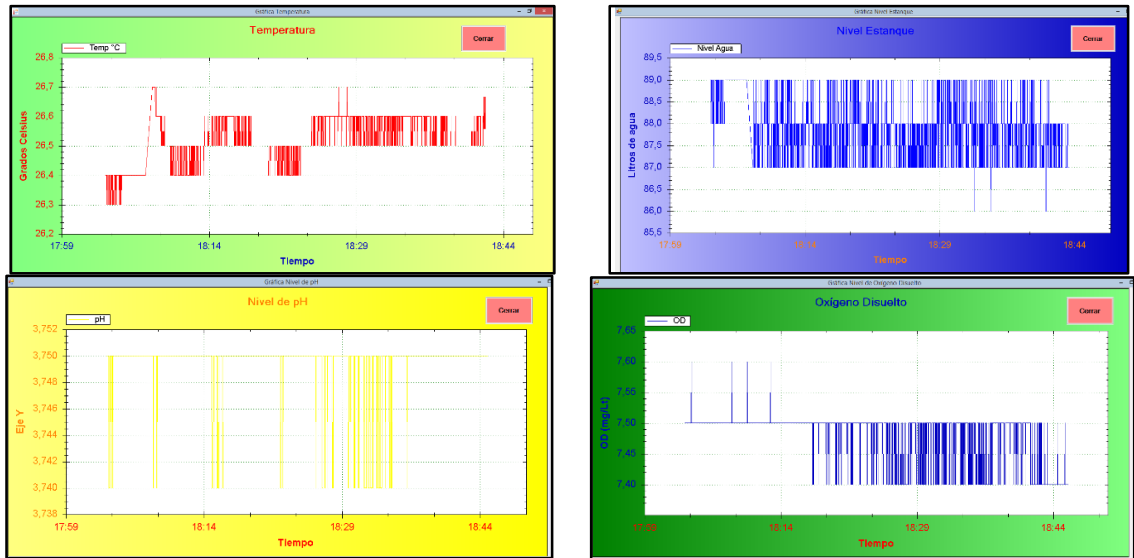 Gráfica Temperatura
Temperatura
Cerrar
Temp °C
26,8
26,7
26,6
26,5
26,4
26,3
26,2
Grados Celsius
17:59
18:14
18:29
18:44
Tiempo
Gráfica Nivel Estanque
Nivel Estanque
Cerrar
Nivel Agua
89,5
89,0
88,5
88,0
87,5
87,0
86,5
86,0
85,5
Litros de agua
17:59
18:14
18:29
18:44
Tiempo
Gráfica Nivel de pH
Nivel de pH
Cerrar
pH
3,752
3,750
3,748
3,746
3,744
3,742
3,740
3,738
Eje Y
17:59
18:14
18:29
18:44
Tiempo
Gráfica Nivel de Oxígeno Disuelto
Oxígeno Disuelto
Cerrar
OD
7,65
7,60
7,55
7,50
7,45
7,40
OD (mg/Lt)
18:14
18:29
18:44
Tiempo